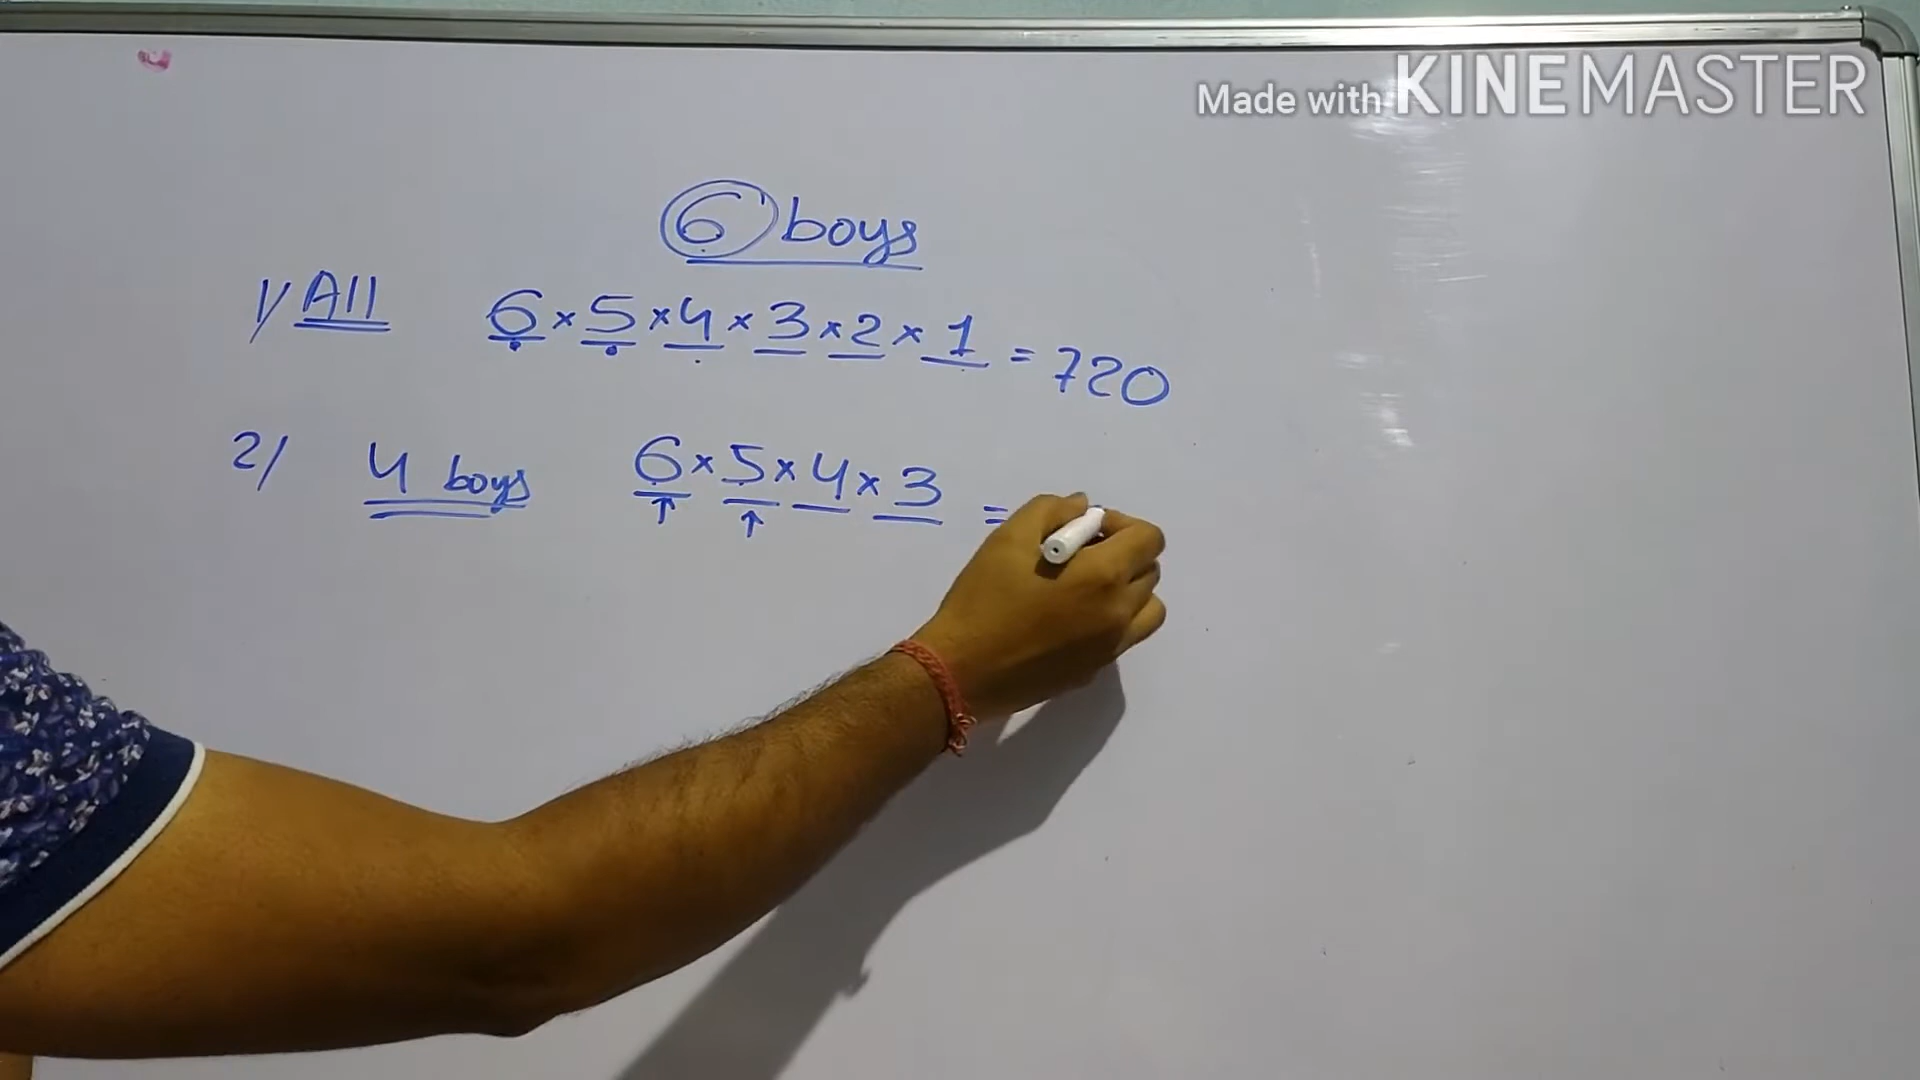 Made with KINEMASTER
6 boys
1/ All 6 × 5 × 4 × 3 × 2 × 1 = 720
2/ 4 boys 6 × 5 × 4 × 3 =